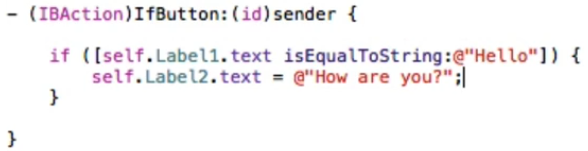 - (IBAction)IfButton:(id)sender {
if ([self.Label1.text isEqualToString:@"Hello"]) {
self.Label2.text = @"How are you?";
}
}